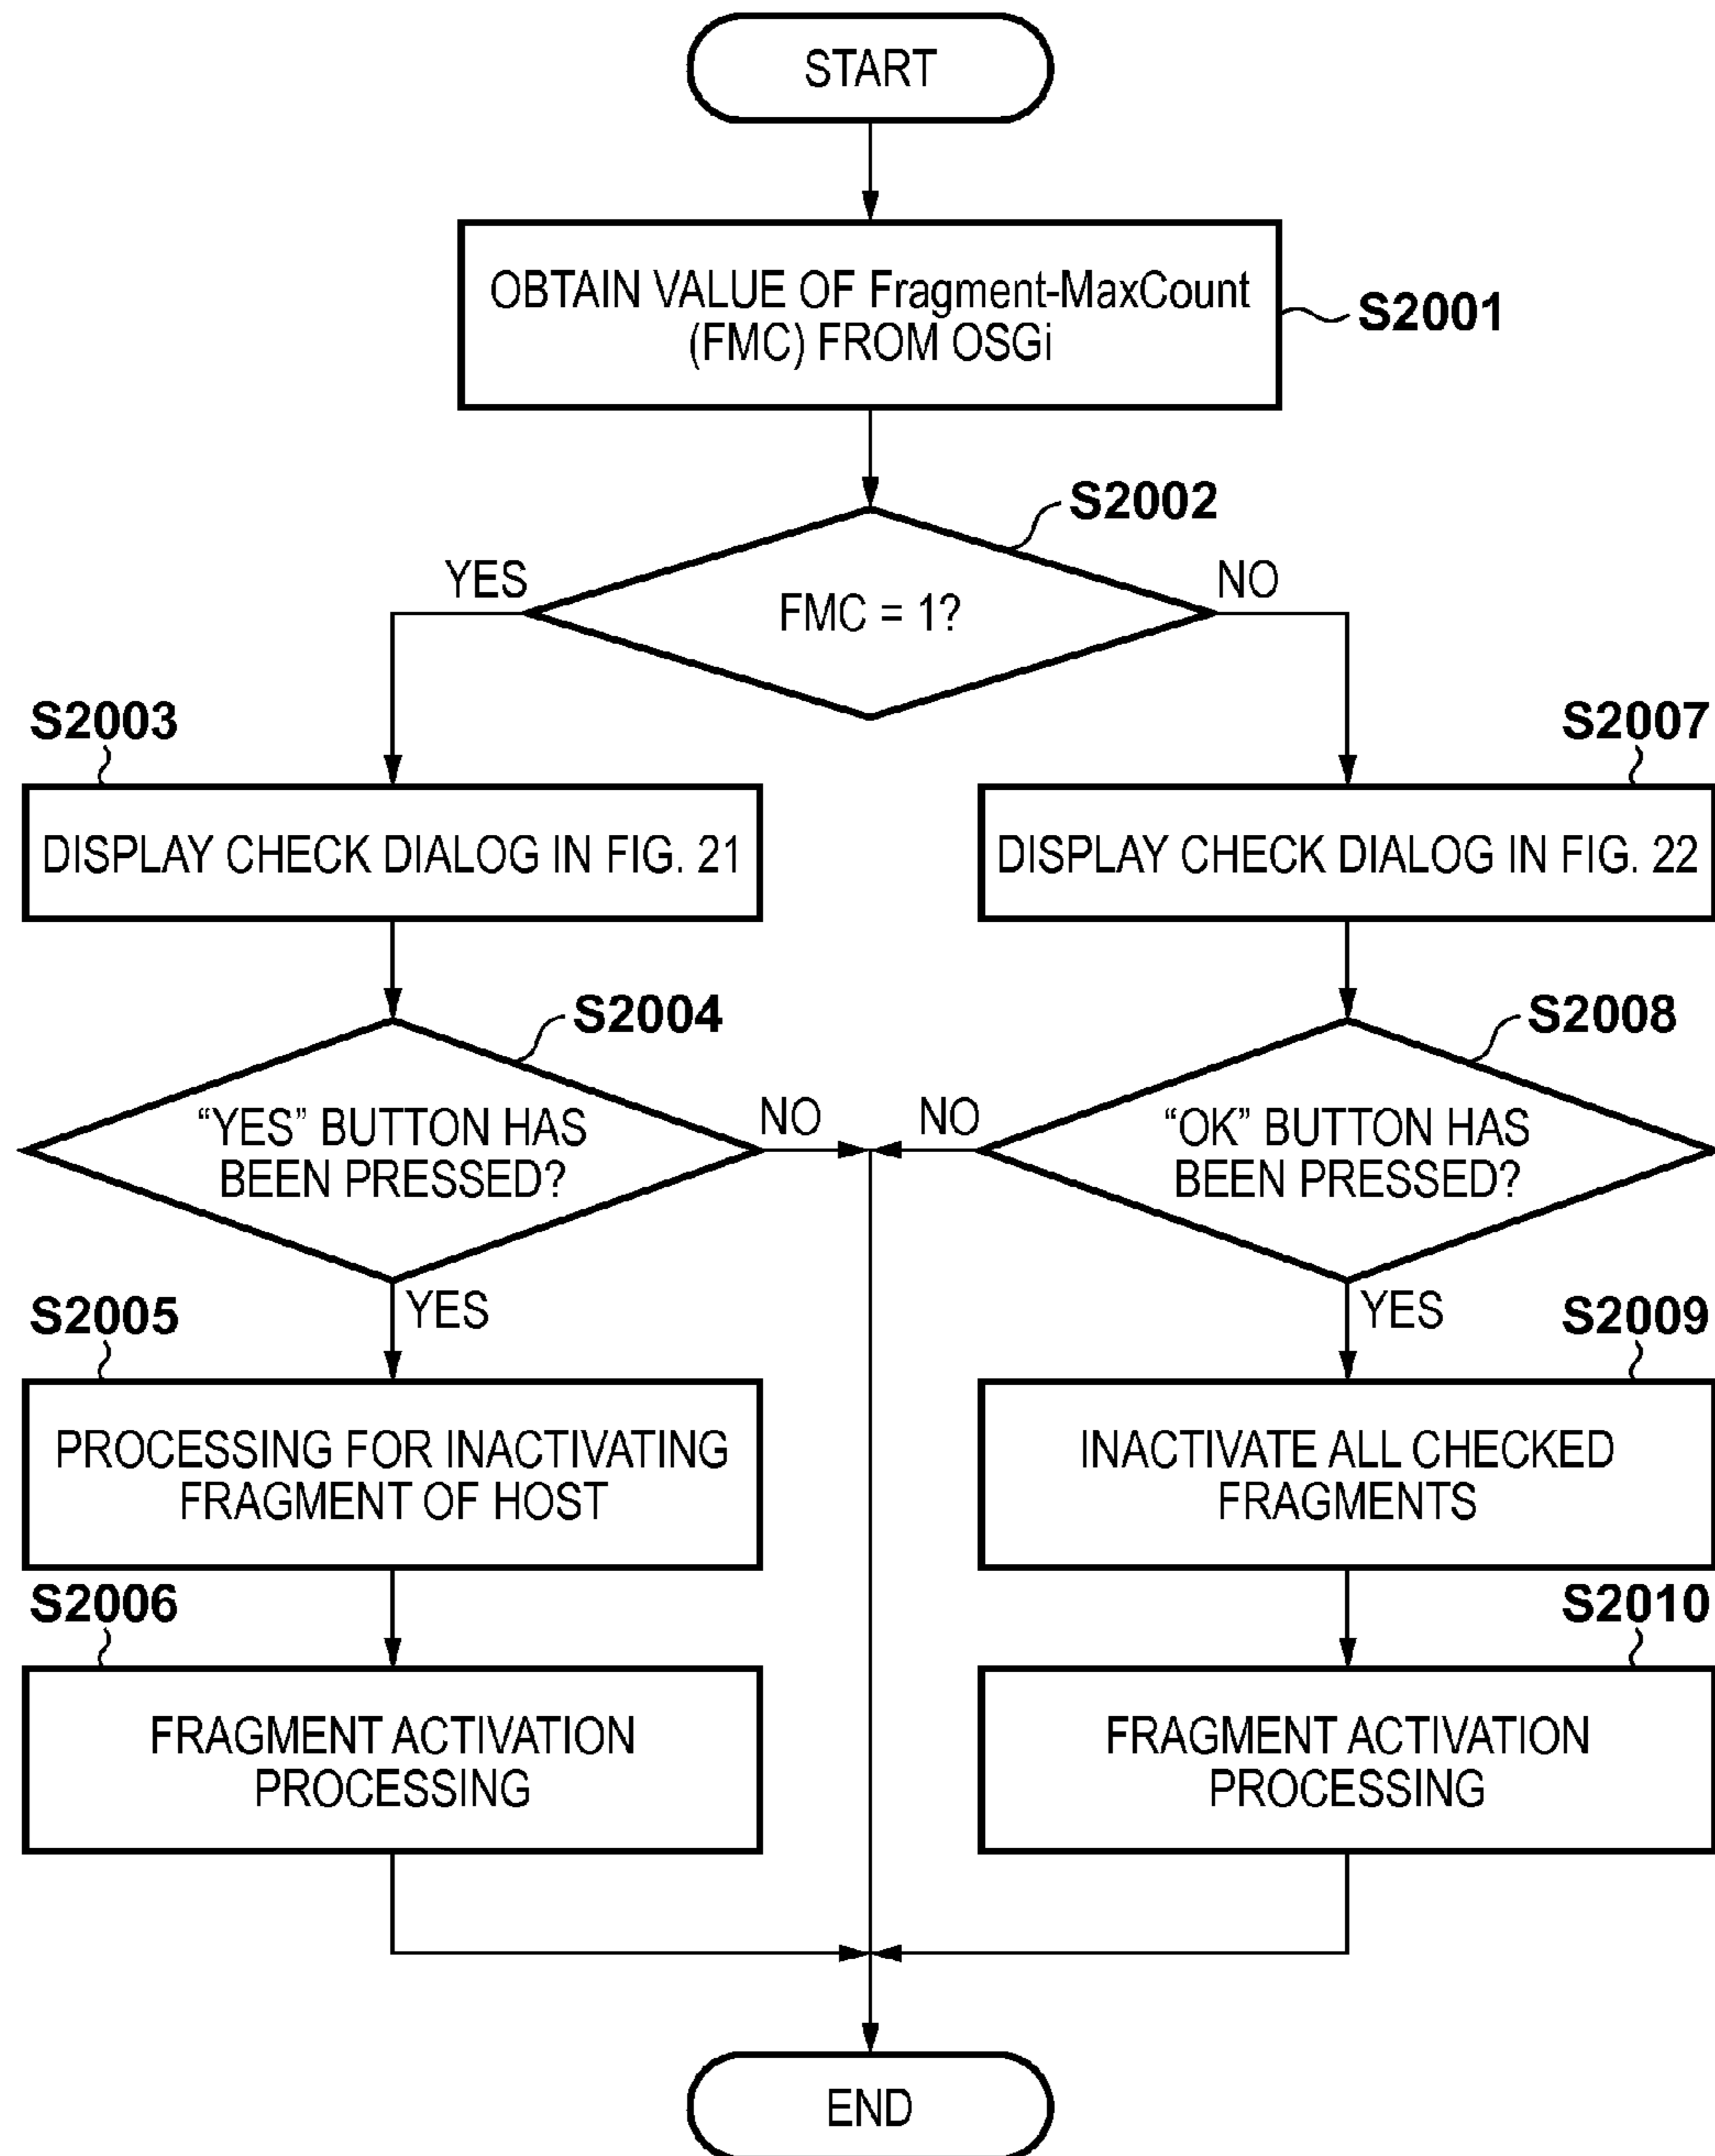 START
OBTAIN VALUE OF Fragment-MaxCount
(FMC) FROM OSGi
S2001
S2002
YES
NO
FMC = 1?
S2003
S2007
DISPLAY CHECK DIALOG IN FIG. 21
DISPLAY CHECK DIALOG IN FIG. 22
S2004
S2008
“YES” BUTTON HAS
BEEN PRESSED?
NO
NO
“OK” BUTTON HAS
BEEN PRESSED?
YES
YES
S2005
S2009
PROCESSING FOR INACTIVATING
FRAGMENT OF HOST
INACTIVATE ALL CHECKED
FRAGMENTS
S2006
S2010
FRAGMENT ACTIVATION
PROCESSING
FRAGMENT ACTIVATION
PROCESSING
END